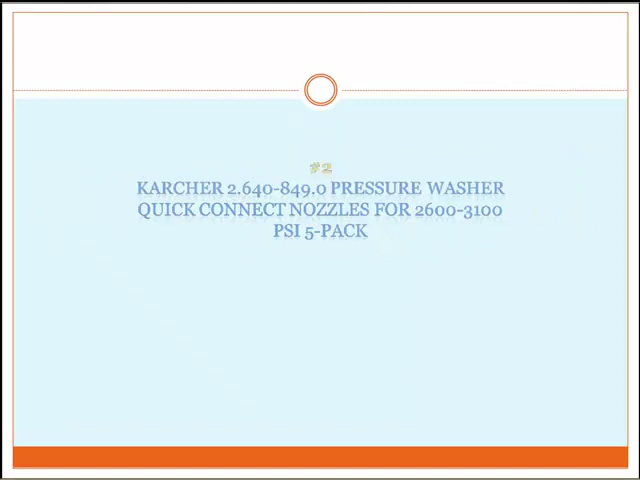 #2
KARCHER 2.640-849.0 PRESSURE WASHER
QUICK CONNECT NOZZLES FOR 2600-3100
PSI 5-PACK